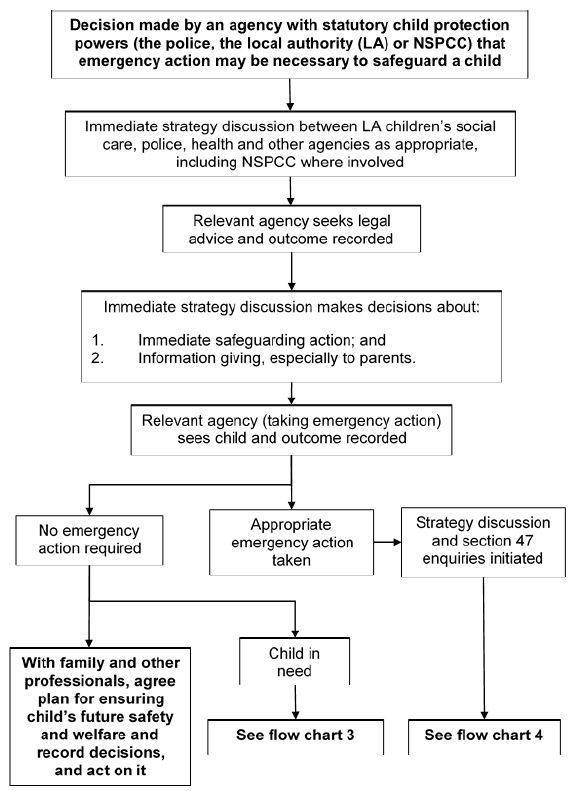 Decision made by an agency with statutory child protection
powers (the police, the local authority (LA) or NSPCC) that
emergency action may be necessary to safeguard a child
Immediate strategy discussion between LA children's social
care, police, health and other agencies as appropriate,
including NSPCC where involved
Relevant agency seeks legal
advice and outcome recorded
Immediate strategy discussion makes decisions about:
1. Immediate safeguarding action; and
2. Information giving, especially to parents.
Relevant agency (taking emergency action)
sees child and outcome recorded
No emergency
action required
Appropriate
emergency action
taken
Strategy discussion
and section 47
enquiries initiated
With family and other
professionals, agree
plan for ensuring
child's future safety
and welfare and
record decisions,
and act on it
Child in
need
See flow chart 3
See flow chart 4